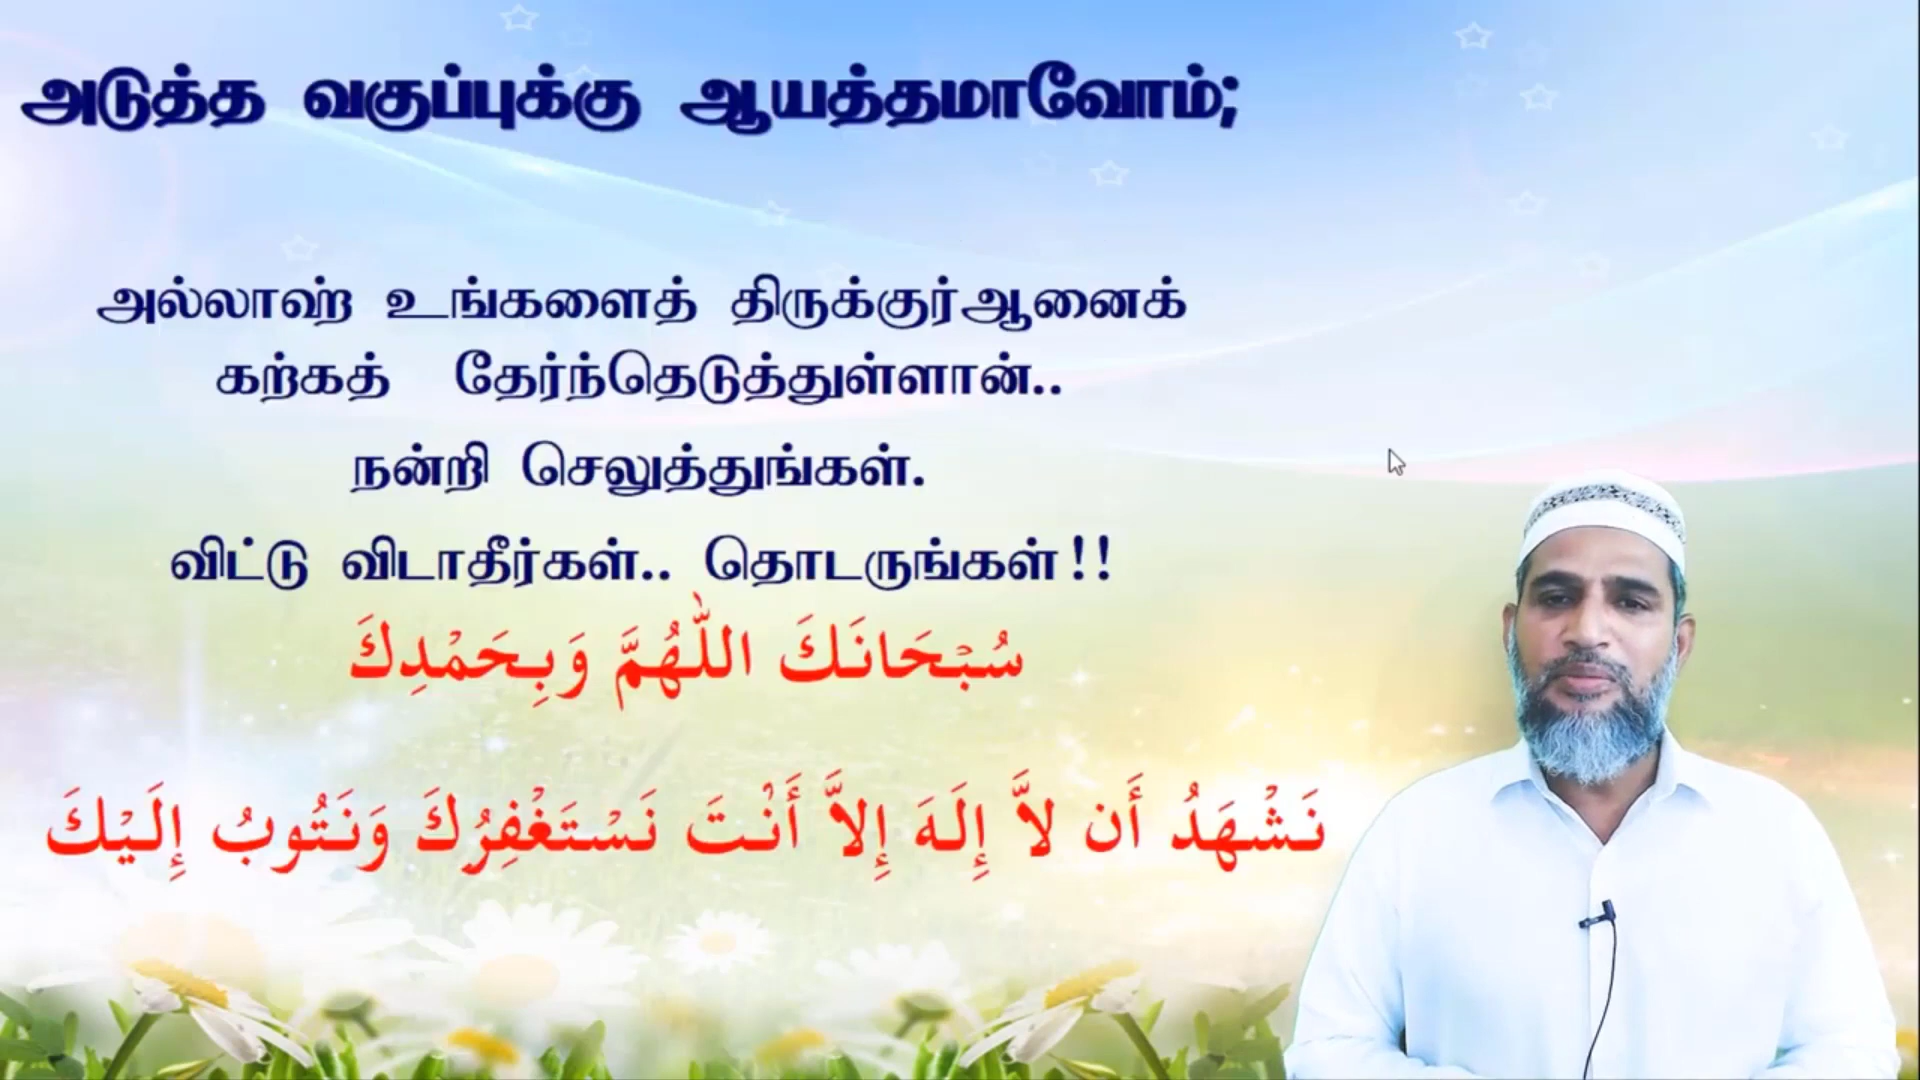 அடுத்த வகுப்புக்கு ஆயத்தமாவோம்;
அல்லாஹ் உங்களைத் திருக்குர்ஆனைக்
கற்கத் தேர்ந்தெடுத்துள்ளான்..
நன்றி செலுத்துங்கள்.
விட்டு விடாதீர்கள்.. தொடருங்கள்!!
سُبْحَانَكَ اللّٰهُمَّ وَبِحَمْدِكَ
نَشْهَدُ أَن لاَّ إِلَهَ إِلاَّ أَنْتَ نَسْتَغْفِرُكَ وَنَتُوبُ إِلَيْكَ